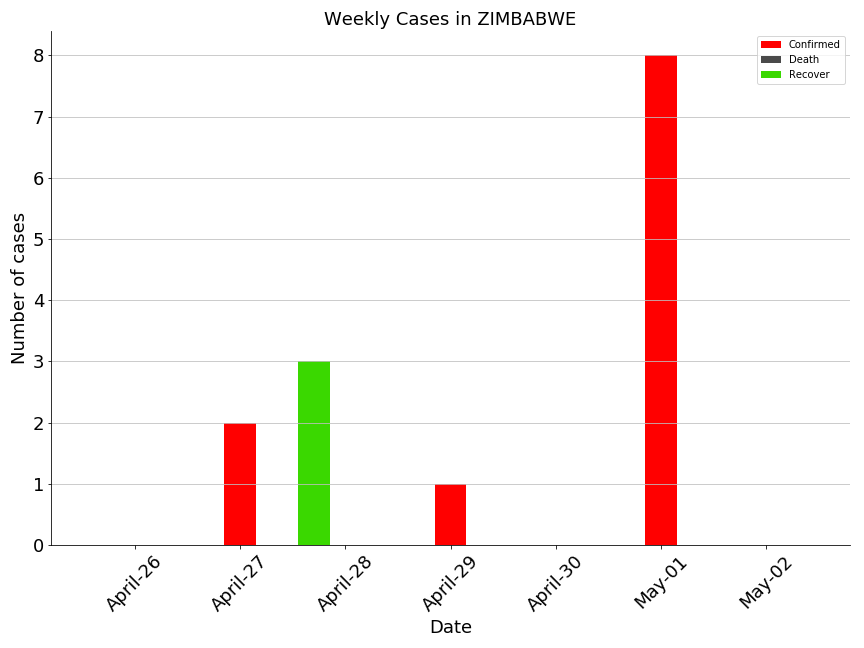 Weekly Cases in ZIMBABWE
Confirmed
Death
Recover
Number of cases
8
7
6
5
4
3
2
1
0
April-26
April-27
April-28
April-29
April-30
May-01
May-02
Date